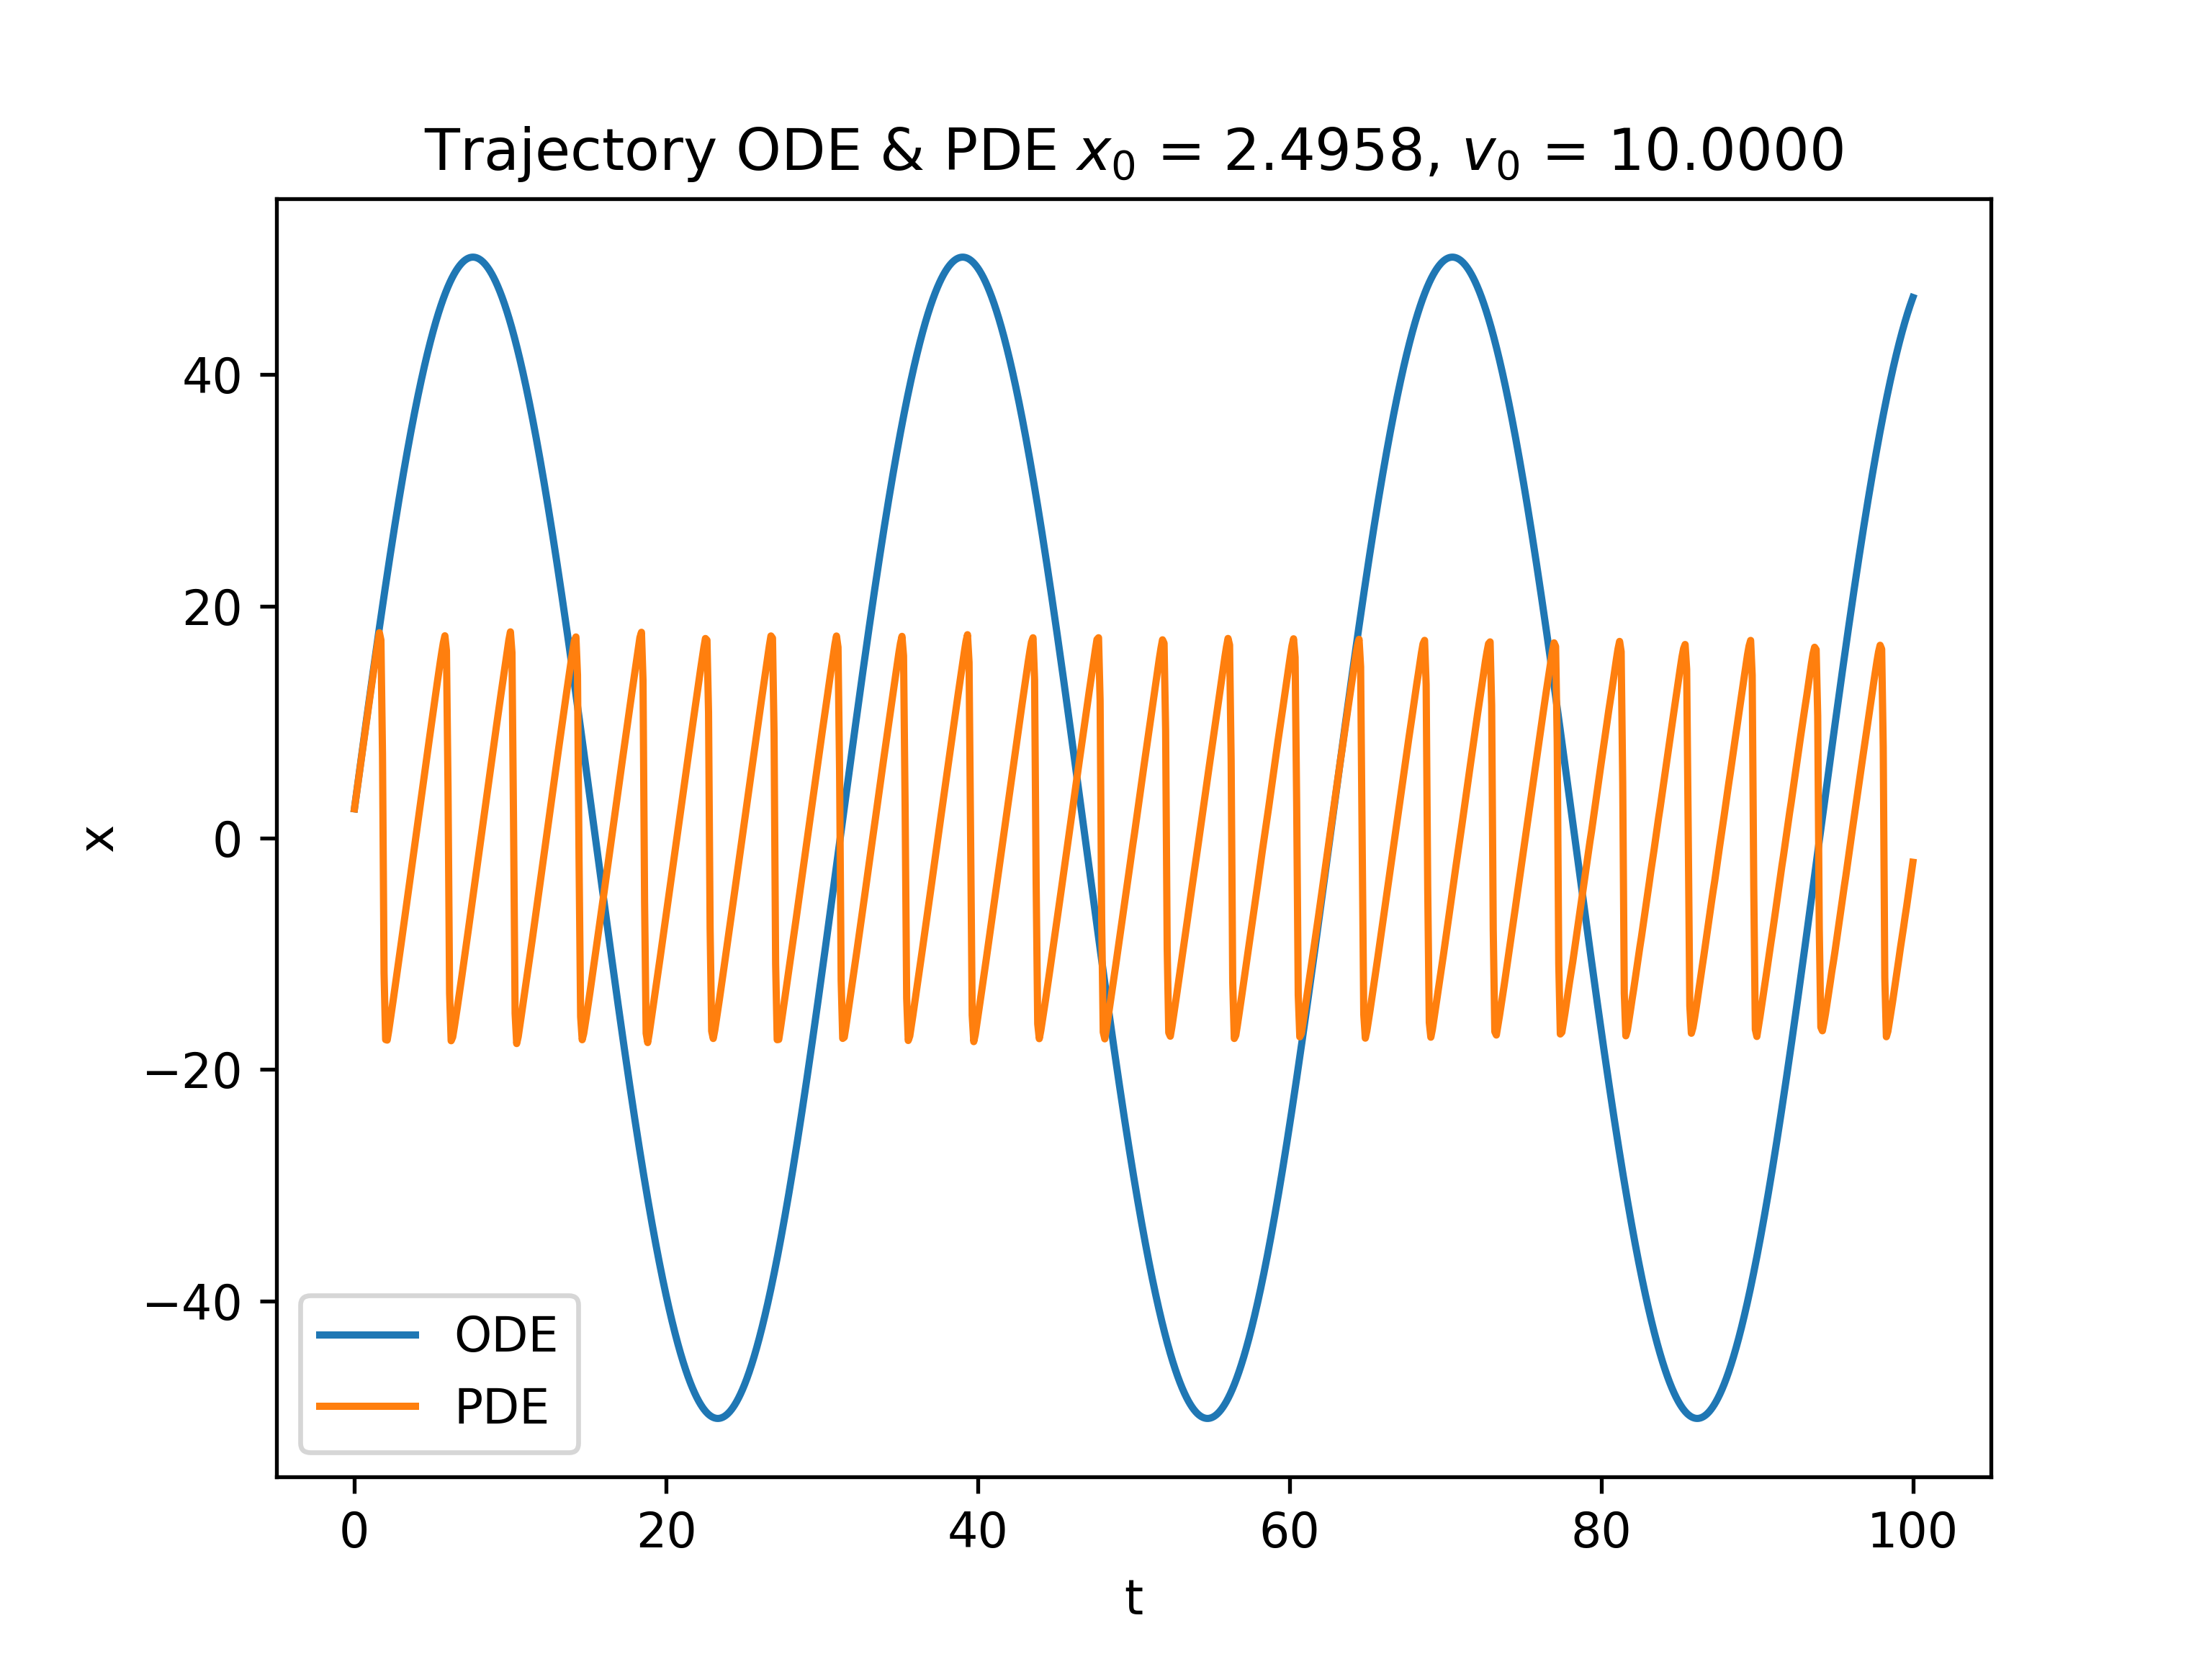 Trajectory ODE & PDE x₀ = 2.4958, v₀ = 10.0000
40
20
0
−20
−40
x
ODE
PDE
0 20 40 60 80 100
t